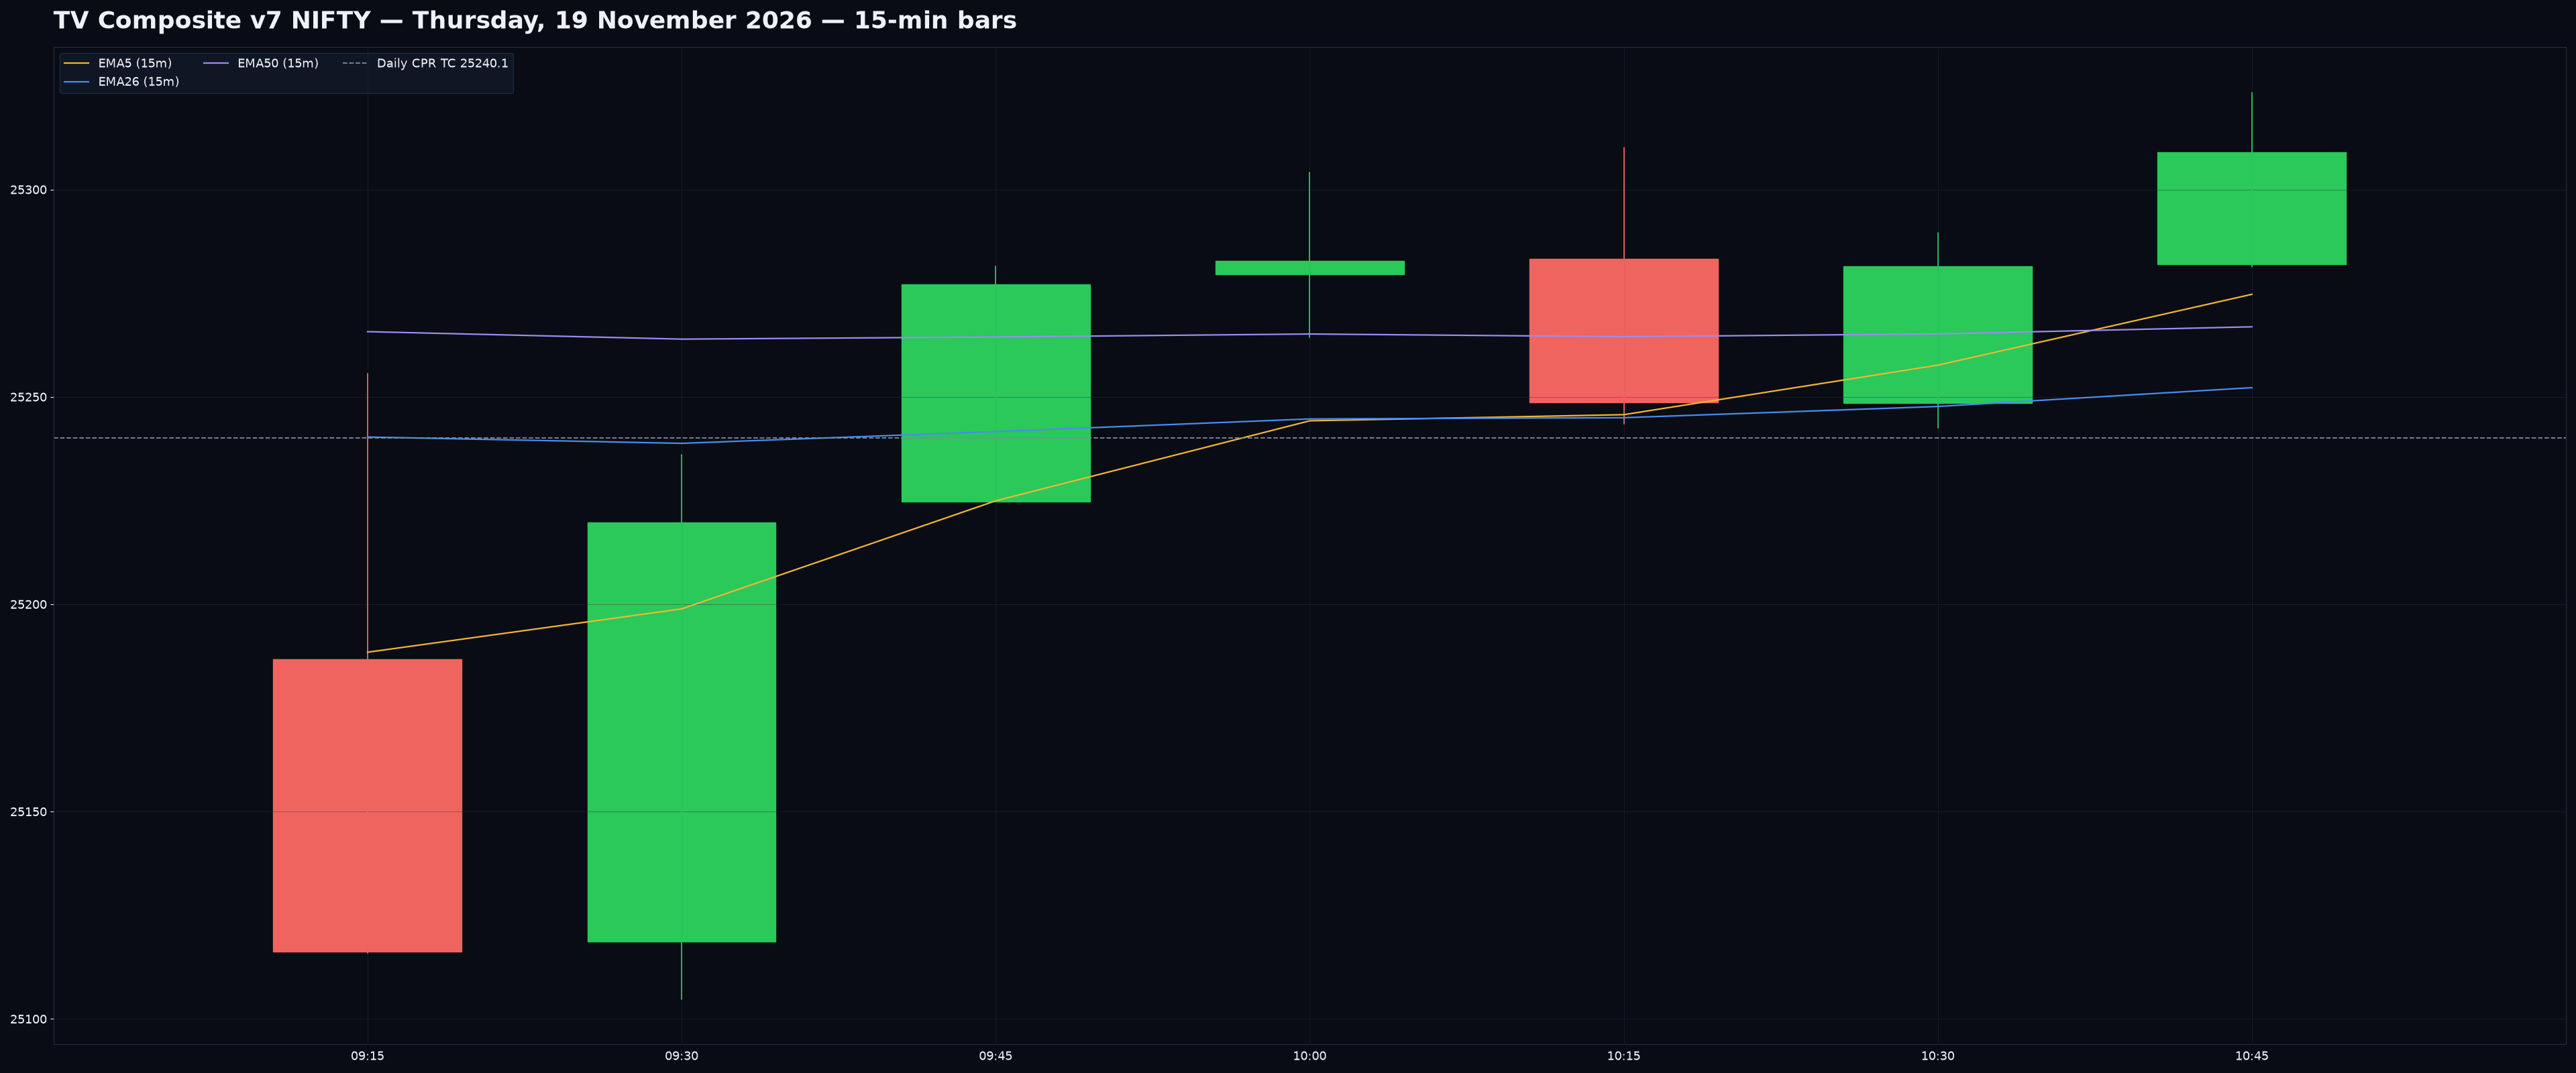 TV Composite v7 NIFTY — Thursday, 19 November 2026 — 15-min bars
EMA5 (15m) EMA50 (15m) Daily CPR TC 25240.1
EMA26 (15m)
25300
25250
25200
25150
25100
09:15 09:30 09:45 10:00 10:15 10:30 10:45